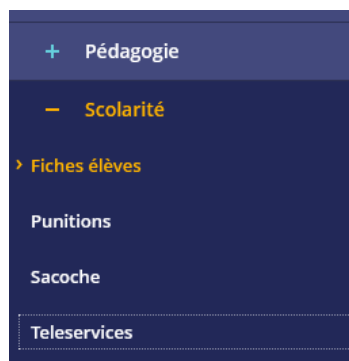 + Pédagogie
− Scolarité
› Fiches élèves
Punitions
Sacoche
Teleservices